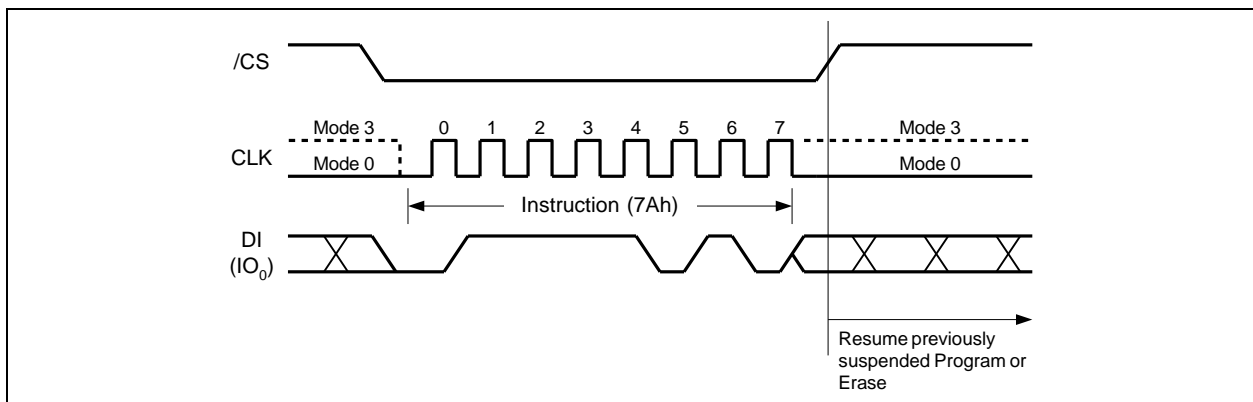 /CS
Mode 3 0 1 2 3 4 5 6 7 Mode 3
CLK
Mode 0 Mode 0
Instruction (7Ah)
DI
(IO0)
Resume previously
suspended Program or
Erase